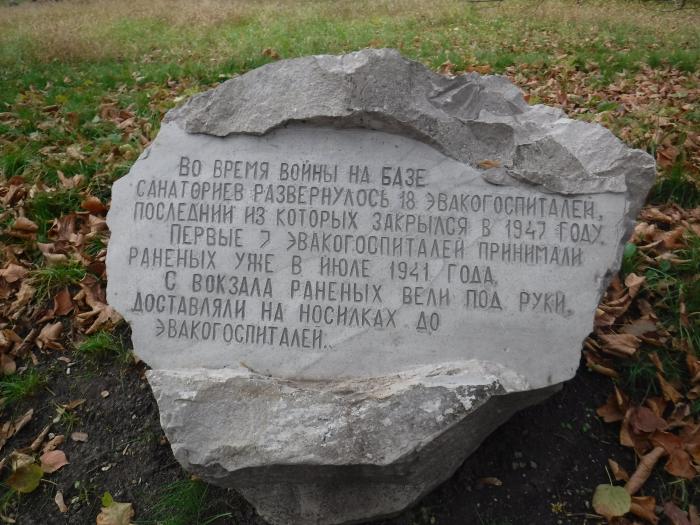 Во время войны на базе
санаториев развернулось 18 эвакогоспиталей,
последний из которых закрылся в 1947 году.
Первые 7 эвакогоспиталей принимали
раненых уже в июле 1941 года.
С вокзала раненых вели под руки,
доставляли на носилках до
эвакогоспиталей...